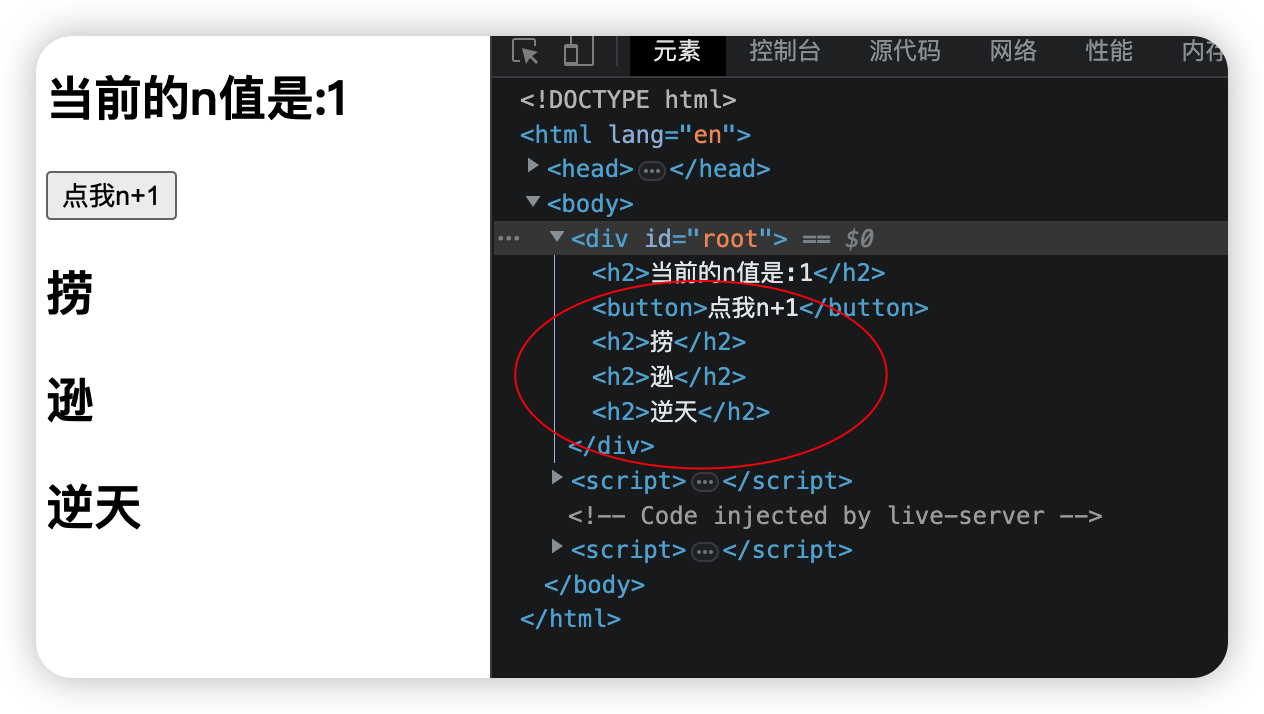 当前的n值是:1
点我n+1
捞
逊
逆天
元素 控制台 源代码 网络 性能 内存
<!DOCTYPE html>
<html lang="en">
<head> ••• </head>
<body>
••• <div id="root"> == $0
<h2>当前的n值是:1</h2>
<button>点我n+1</button>
<h2>捞</h2>
<h2>逊</h2>
<h2>逆天</h2>
</div>
<script> ••• </script>
<!-- Code injected by live-server -->
<script> ••• </script>
</body>
</html>